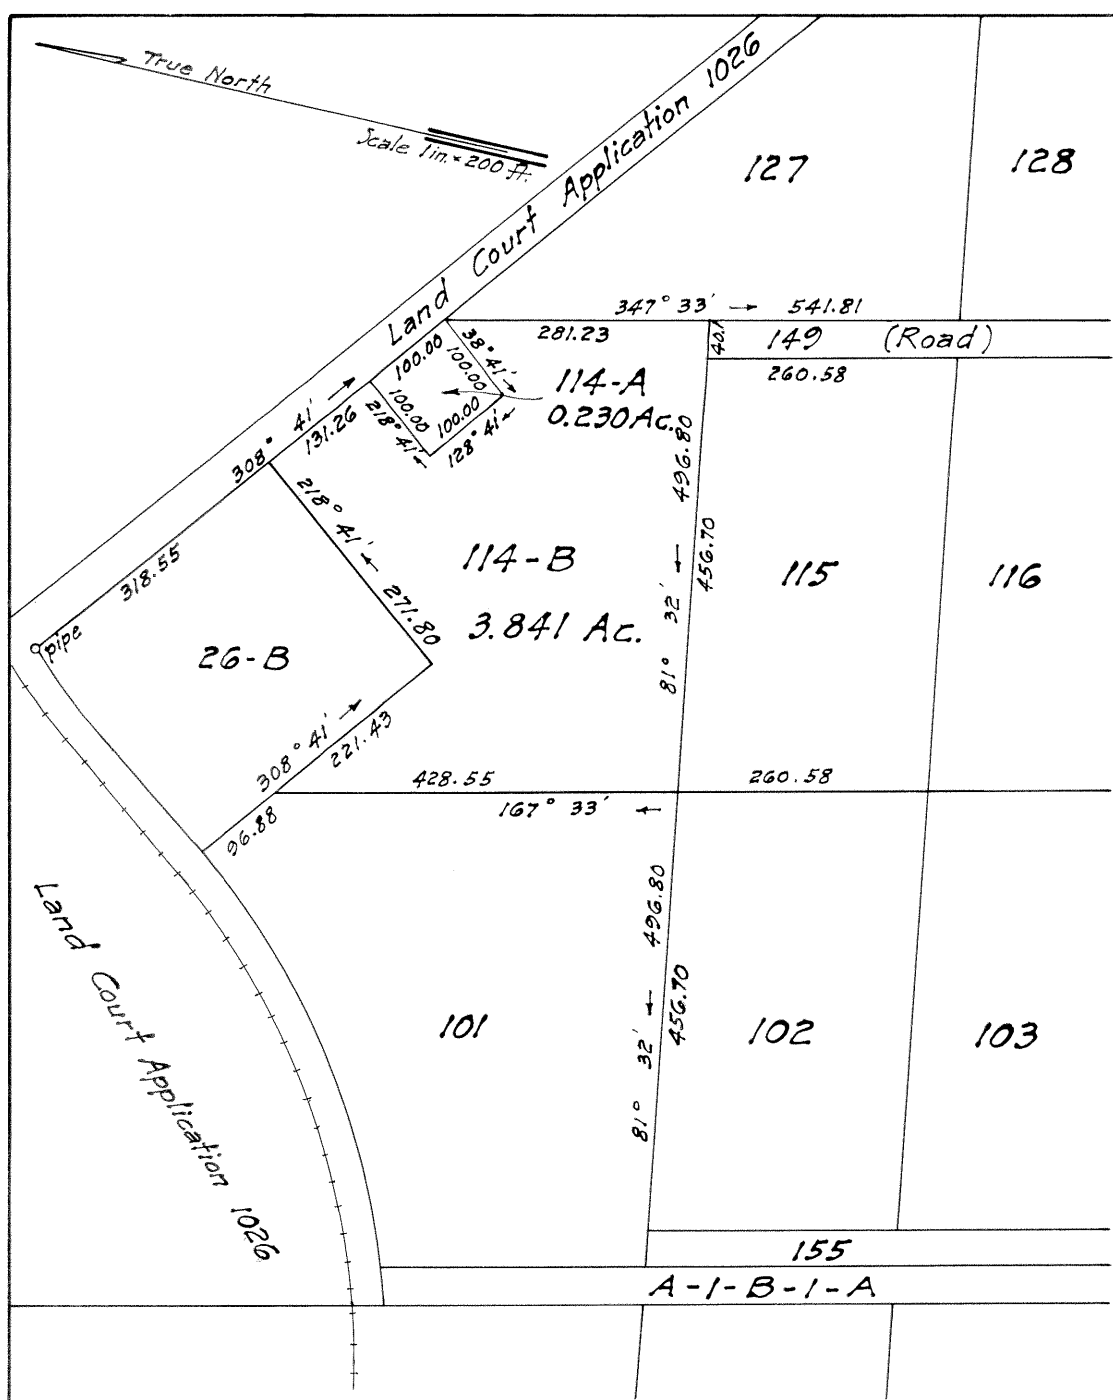 True North
Scale 1in.=200 ft.
Land Court Application 1026
127
128
347° 33' → 541.81
281.23
40.1
149 (Road)
260.58
100.00
38° 41'
100.00
114-A
0.230 Ac.
308° 41'
131.26
100.00
218° 41'
100.00
128° 41'
218° 41' ← 271.80
318.55
pipe
26-B
114-B
3.841 Ac.
81° 32' ← 496.80
456.70
115
116
308° 41'
221.43
96.88
428.55
260.58
167° 33'
Land Court Application 1026
101
81° 32' ← 496.80
456.70
102
103
155
A-1-B-1-A